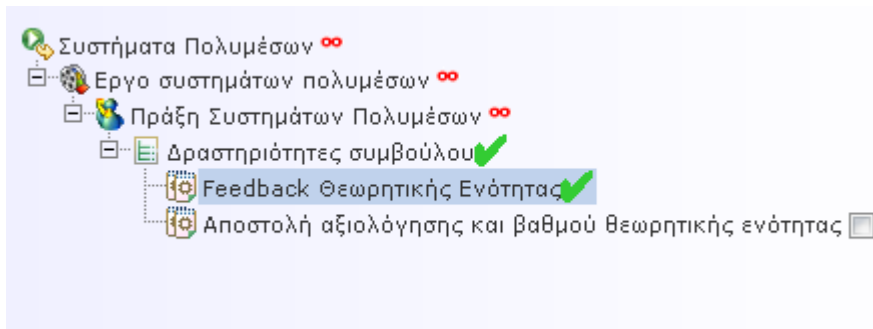 Συστήματα Πολυμέσων
Εργο συστημάτων πολυμέσων
Πράξη Συστημάτων Πολυμέσων
Δραστηριότητες συμβούλου
Feedback Θεωρητικής Ενότητας
Αποστολή αξιολόγησης και βαθμού θεωρητικής ενότητας